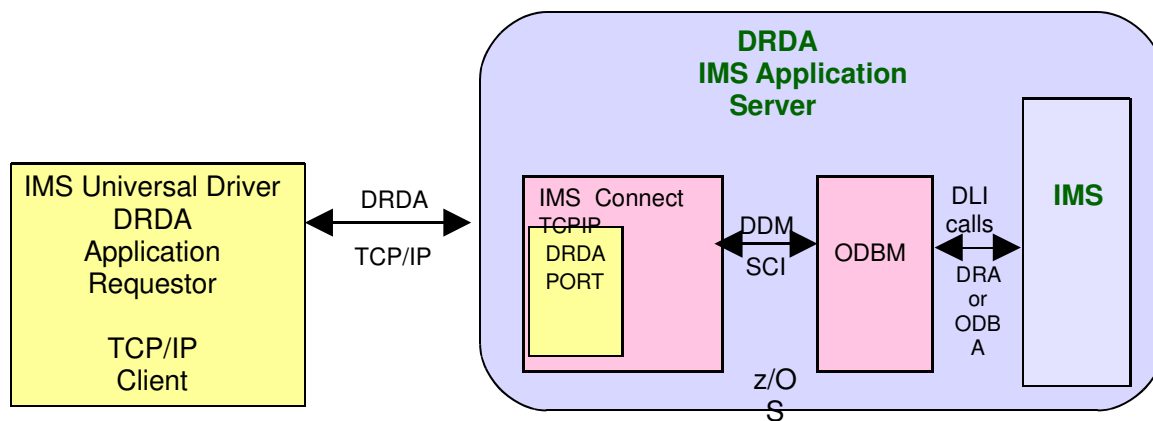 DRDA
IMS Application
Server
IMS Universal Driver
DRDA
Application
Requestor
TCP/IP
Client
DRDA
TCP/IP
IMS Connect
TCPIP
DRDA
PORT
DDM
SCI
ODBM
DLI
calls
DRA
or
ODB
A
IMS
z/O
S